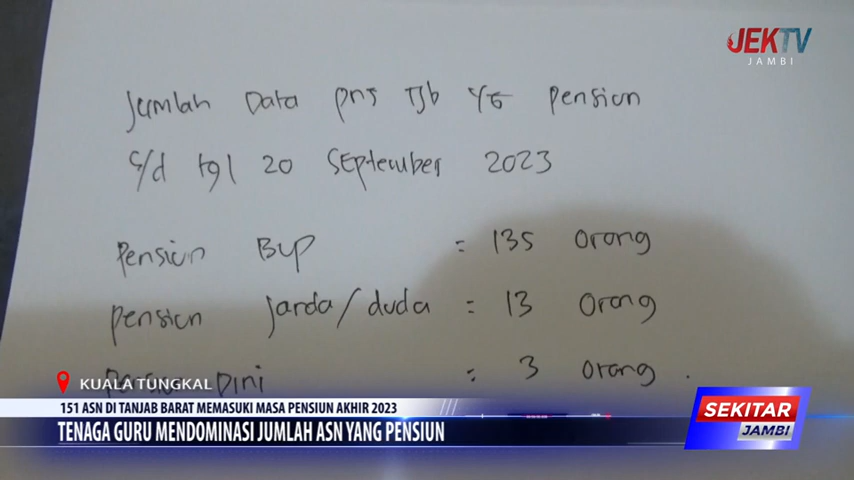 JEKTV
JAMBI
Jumlah Data pns Tjb yg pension
s/d tgl 20 September 2023
pensiun BUP = 135 orang
pensiun Janda/duda = 13 orang
pensiun Dini = 3 orang.
KUALA TUNGKAL
151 ASN DI TANJAB BARAT MEMASUKI MASA PENSIUN AKHIR 2023
TENAGA GURU MENDOMINASI JUMLAH ASN YANG PENSIUN
SEKITAR
JAMBI